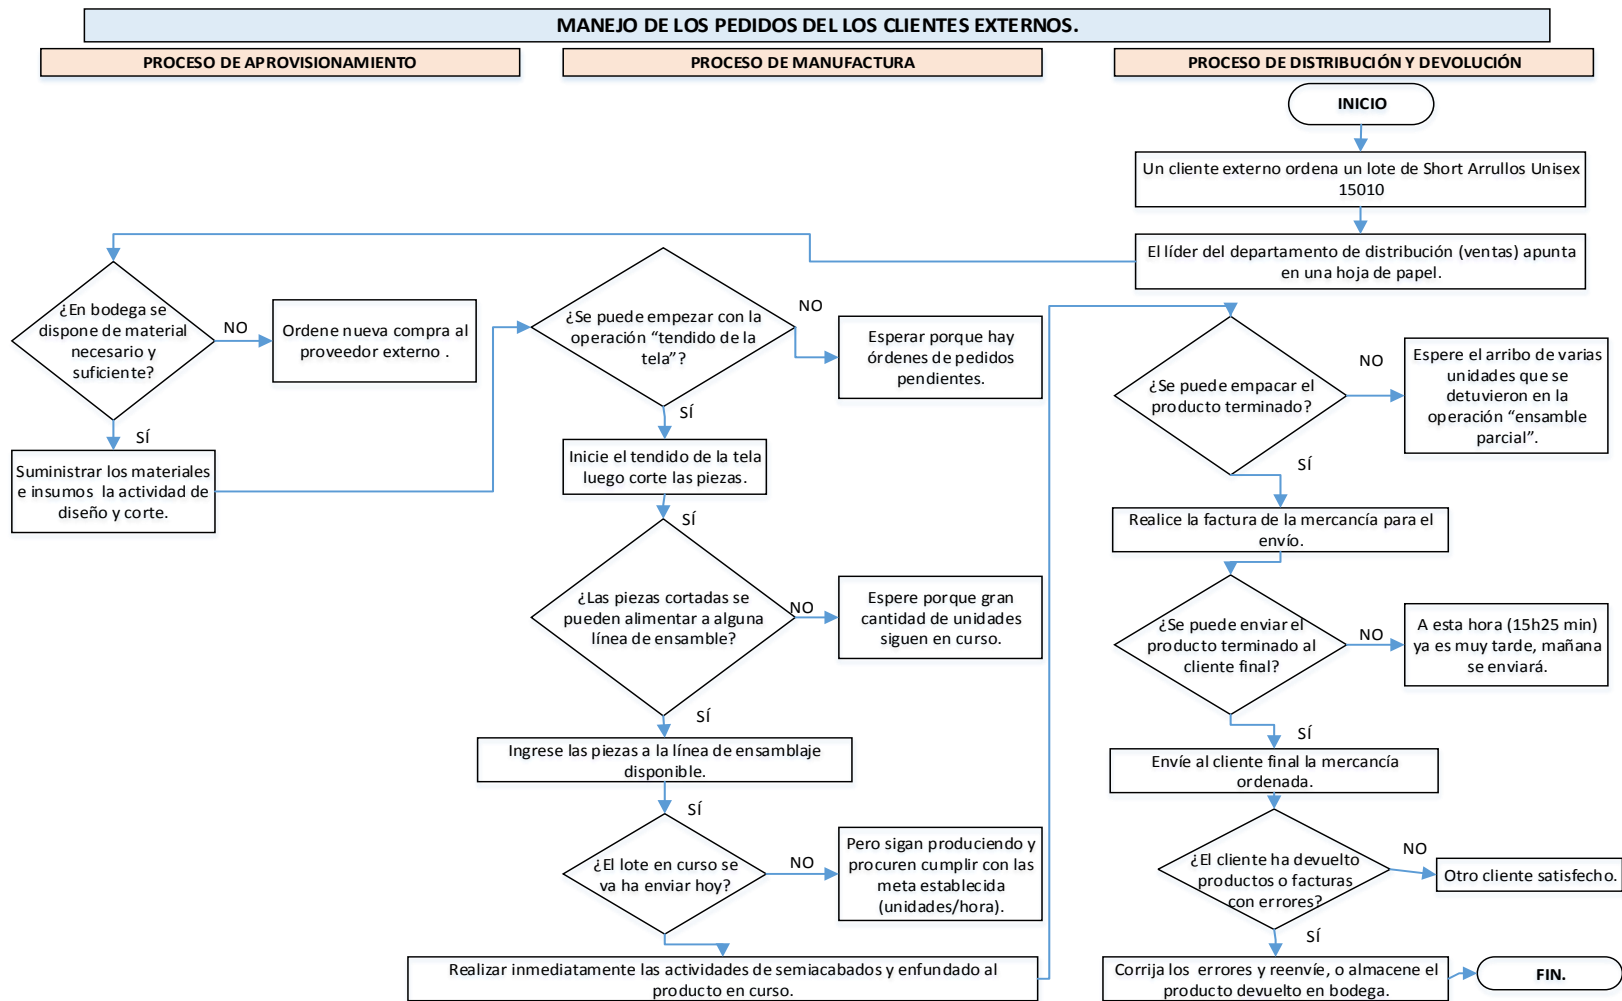 MANEJO DE LOS PEDIDOS DEL LOS CLIENTES EXTERNOS.
PROCESO DE APROVISIONAMIENTO
PROCESO DE MANUFACTURA
PROCESO DE DISTRIBUCIÓN Y DEVOLUCIÓN
INICIO
Un cliente externo ordena un lote de Short Arrullos Unisex
15010
El líder del departamento de distribución (ventas) apunta
en una hoja de papel.
¿En bodega se
dispone de material
necesario y
suficiente?
NO
Ordene nueva compra al
proveedor externo .
SÍ
Suministrar los materiales
e insumos la actividad de
diseño y corte.
¿Se puede empezar con la
operación “tendido de la
tela”?
NO
Esperar porque hay
órdenes de pedidos
pendientes.
SÍ
Inicie el tendido de la tela
luego corte las piezas.
SÍ
¿Las piezas cortadas se
pueden alimentar a alguna
línea de ensamble?
NO
Espere porque gran
cantidad de unidades
siguen en curso.
SÍ
Ingrese las piezas a la línea de ensamblaje
disponible.
SÍ
¿El lote en curso se
va ha enviar hoy?
NO
Pero sigan produciendo y
procuren cumplir con las
meta establecida
(unidades/hora).
Realizar inmediatamente las actividades de semiacabados y enfundado al
producto en curso.
¿Se puede empacar el
producto terminado?
NO
Espere el arribo de varias
unidades que se
detuvieron en la
operación “ensamble
parcial”.
SÍ
Realice la factura de la mercancía para el
envío.
¿Se puede enviar el
producto terminado al
cliente final?
NO
A esta hora (15h25 min)
ya es muy tarde, mañana
se enviará.
SÍ
Envíe al cliente final la mercancía
ordenada.
¿El cliente ha devuelto
productos o facturas
con errores?
NO
Otro cliente satisfecho.
SÍ
Corrija los errores y reenvíe, o almacene el
producto devuelto en bodega.
FIN.